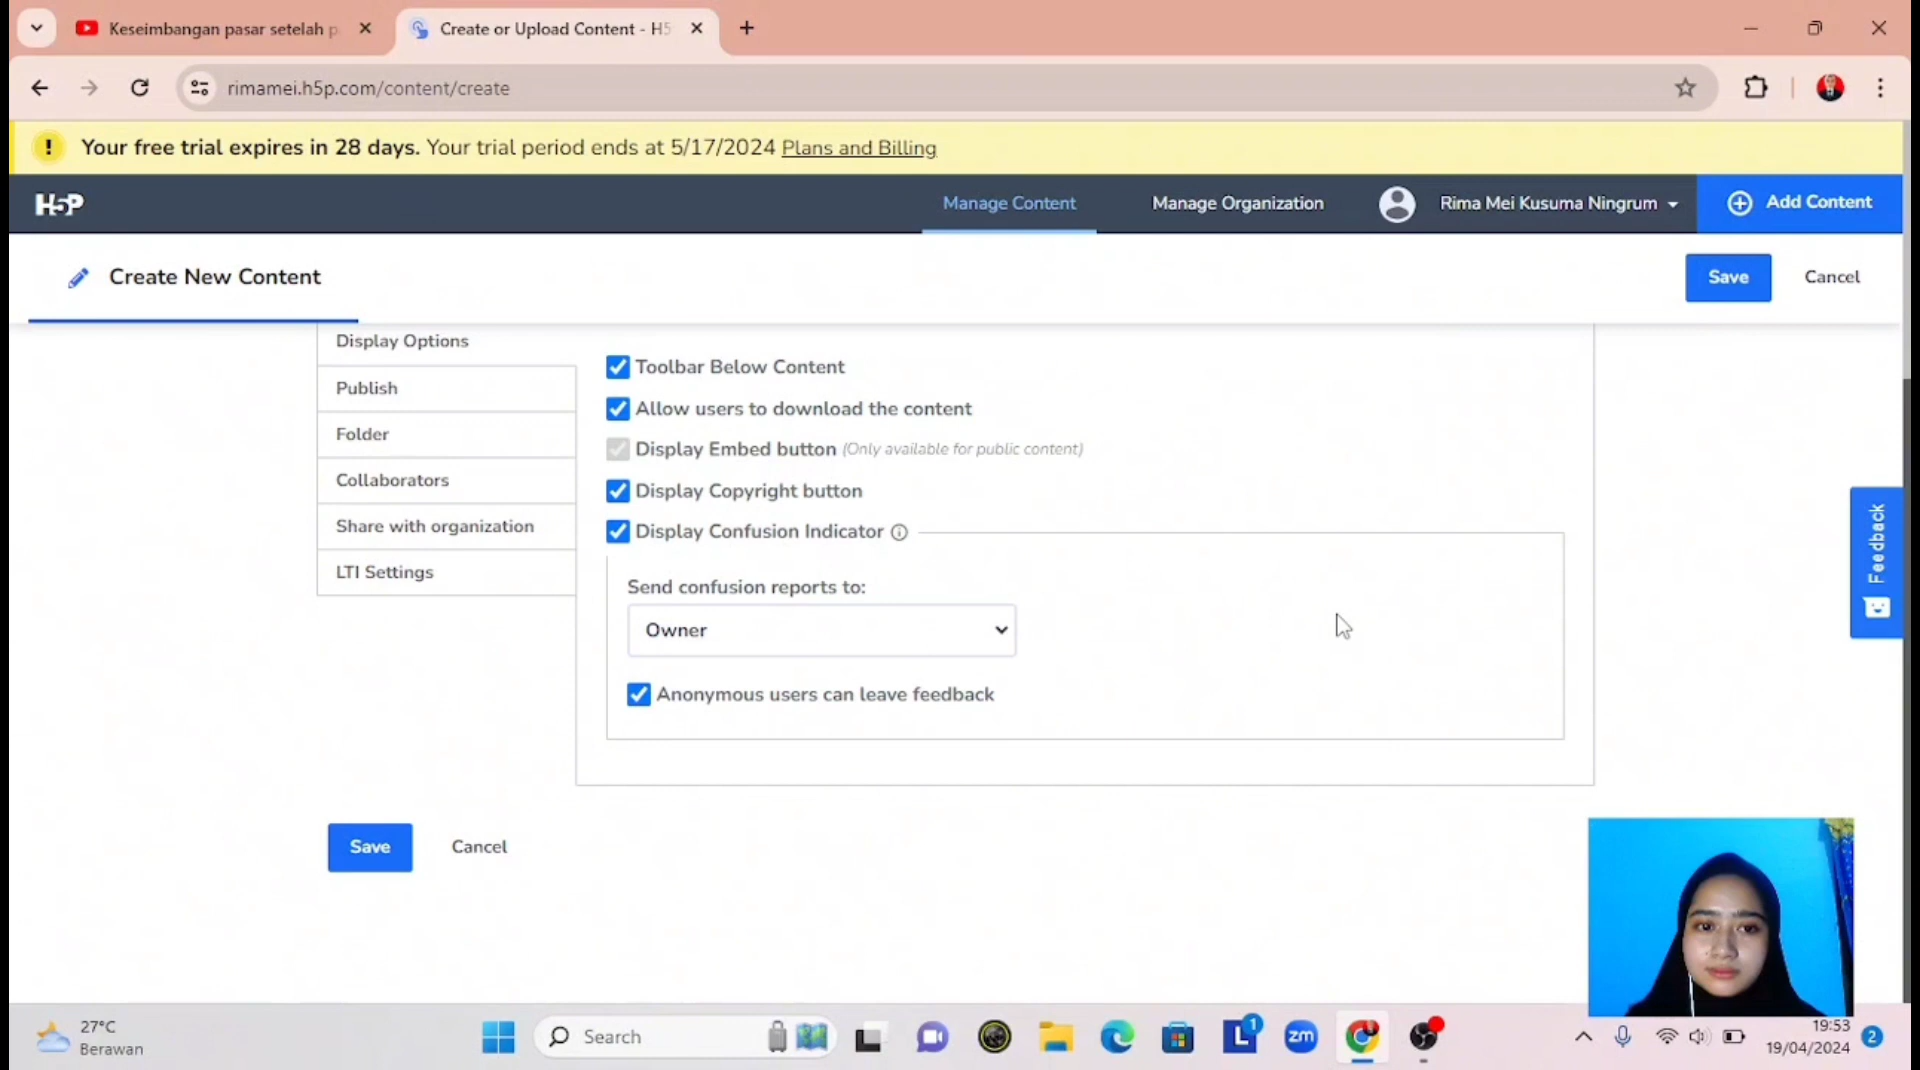 Keseimbangan pasar setelah p
Create or Upload Content - H5
rimamei.h5p.com/content/create
! Your free trial expires in 28 days. Your trial period ends at 5/17/2024 Plans and Billing
H5P
Manage Content
Manage Organization
Rima Mei Kusuma Ningrum
Add Content
Create New Content
Save
Cancel
Display Options
Publish
Folder
Collaborators
Share with organization
LTI Settings
Toolbar Below Content
Allow users to download the content
Display Embed button (Only available for public content)
Display Copyright button
Display Confusion Indicator
Send confusion reports to:
Owner
Anonymous users can leave feedback
Feedback
Save
Cancel
27°C
Berawan
Search
L
1
zm
19:53
19/04/2024
2